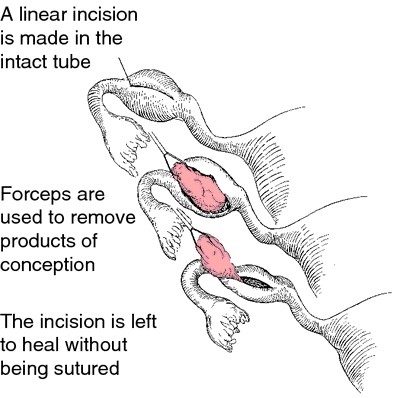 A linear incision
is made in the
intact tube
Forceps are
used to remove
products of
conception
The incision is left
to heal without
being sutured